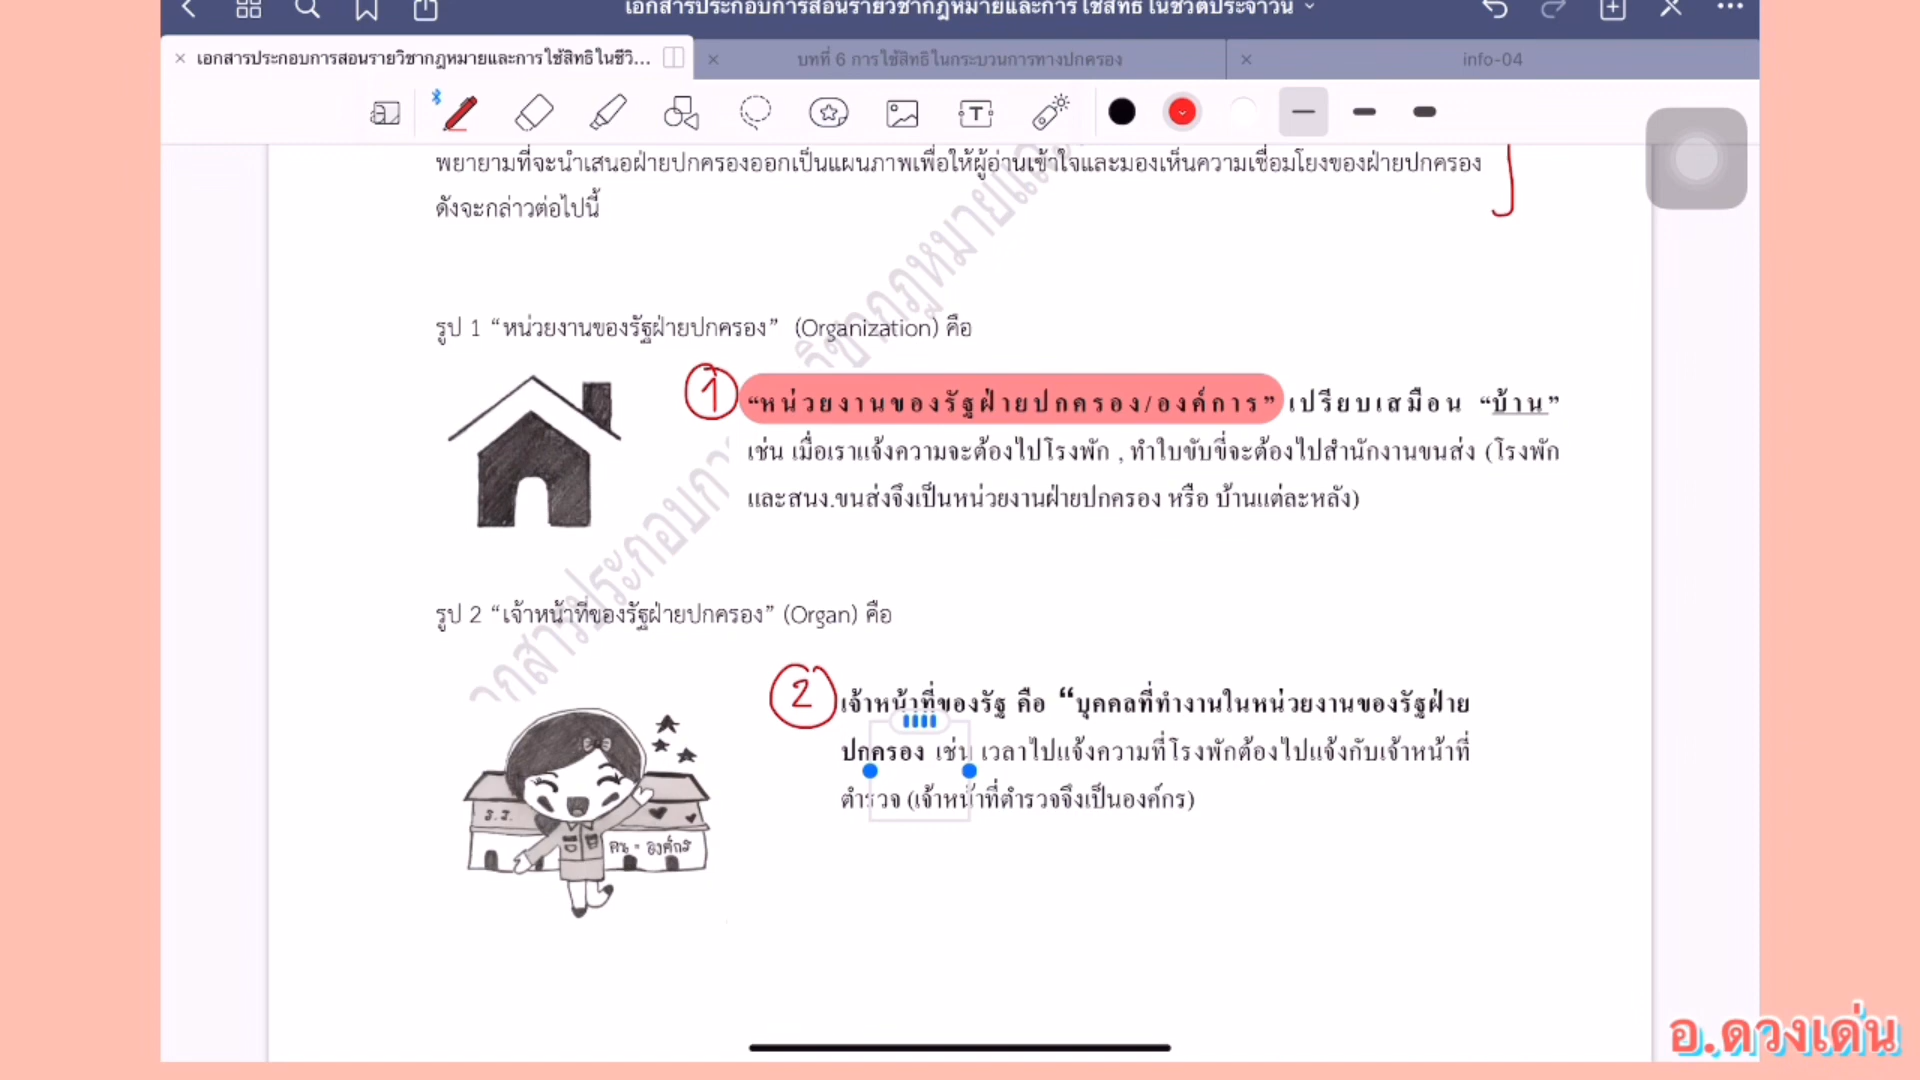 เอกสารประกอบการสอนรายวิชากฎหมายและการใช้สิทธิในชีวิตประจำวัน
เอกสารประกอบการสอนรายวิชากฎหมายและการใช้สิทธิในชีวิ...
บทที่ 6 การใช้สิทธิในกระบวนการทางปกครอง
info-04
พยายามที่จะนำเสนอฝ่ายปกครองออกเป็นแผนภาพเพื่อให้ผู้อ่านเข้าใจและมองเห็นความเชื่อมโยงของฝ่ายปกครอง
ดังจะกล่าวต่อไปนี้
รูป 1 “หน่วยงานของรัฐฝ่ายปกครอง” (Organization) คือ
1
“หน่วยงานของรัฐฝ่ายปกครอง/องค์การ” เปรียบเสมือน “บ้าน”
เช่น เมื่อเราแจ้งความจะต้องไปโรงพัก , ทำใบขับขี่จะต้องไปสำนักงานขนส่ง (โรงพัก
และสนง.ขนส่งจึงเป็นหน่วยงานฝ่ายปกครอง หรือ บ้านแต่ละหลัง)
รูป 2 “เจ้าหน้าที่ของรัฐฝ่ายปกครอง” (Organ) คือ
2
เจ้าหน้าที่ของรัฐ คือ “บุคคลที่ทำงานในหน่วยงานของรัฐฝ่าย
ปกครอง เช่น เวลาไปแจ้งความที่โรงพักต้องไปแจ้งกับเจ้าหน้าที่
ตำรวจ (เจ้าหน้าที่ตำรวจจึงเป็นองค์กร)
ร.ร.
คน = องค์กร
อ.ดวงเด่น